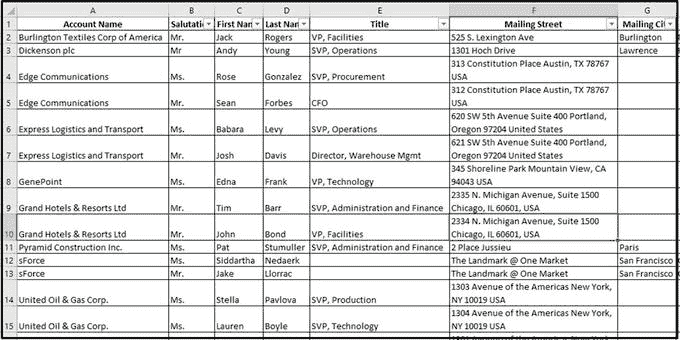 A B C D E F G
1 Account Name Salutati First Nan Last Nan Title Mailing Street Mailing Cit
2 Burlington Textiles Corp of America Mr. Jack Rogers VP, Facilities 525 S. Lexington Ave Burlington
3 Dickenson plc Mr Andy Young SVP, Operations 1301 Hoch Drive Lawrence
313 Constitution Place Austin, TX 78767
4 Edge Communications Ms. Rose Gonzalez SVP, Procurement USA
312 Constitution Place Austin, TX 78767
5 Edge Communications Mr. Sean Forbes CFO USA
620 SW 5th Avenue Suite 400 Portland,
6 Express Logistics and Transport Ms. Babara Levy SVP, Operations Oregon 97204 United States
621 SW 5th Avenue Suite 400 Portland,
7 Express Logistics and Transport Mr. Josh Davis Director, Warehouse Mgmt Oregon 97204 United States
345 Shoreline Park Mountain View, CA
8 GenePoint Ms. Edna Frank VP, Technology 94043 USA
2335 N. Michigan Avenue, Suite 1500
9 Grand Hotels & Resorts Ltd Mr. Tim Barr SVP, Administration and Finance Chicago, IL 60601, USA
2334 N. Michigan Avenue, Suite 1500
10 Grand Hotels & Resorts Ltd Mr. John Bond VP, Facilities Chicago, IL 60601, USA
11 Pyramid Construction Inc. Ms. Pat Stumuller SVP, Administration and Finance 2 Place Jussieu Paris
12 sForce Ms. Siddartha Nedaerk The Landmark @ One Market San Francisco
13 sForce Mr. Jake Llorrac The Landmark @ One Market San Francisco
1303 Avenue of the Americas New York,
14 United Oil & Gas Corp. Ms. Stella Pavlova SVP, Production NY 10019 USA
1304 Avenue of the Americas New York,
15 United Oil & Gas Corp. Ms. Lauren Boyle SVP, Technology NY 10019 USA